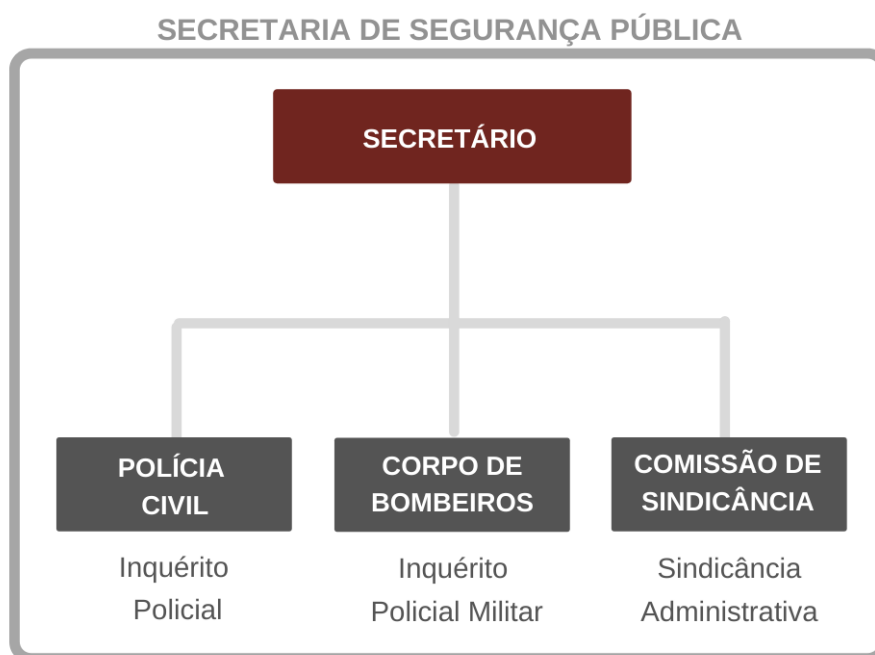 SECRETARIA DE SEGURANÇA PÚBLICA
SECRETÁRIO
POLÍCIA
CIVIL
Inquérito
Policial
CORPO DE
BOMBEIROS
Inquérito
Policial Militar
COMISSÃO DE
SINDICÂNCIA
Sindicância
Administrativa